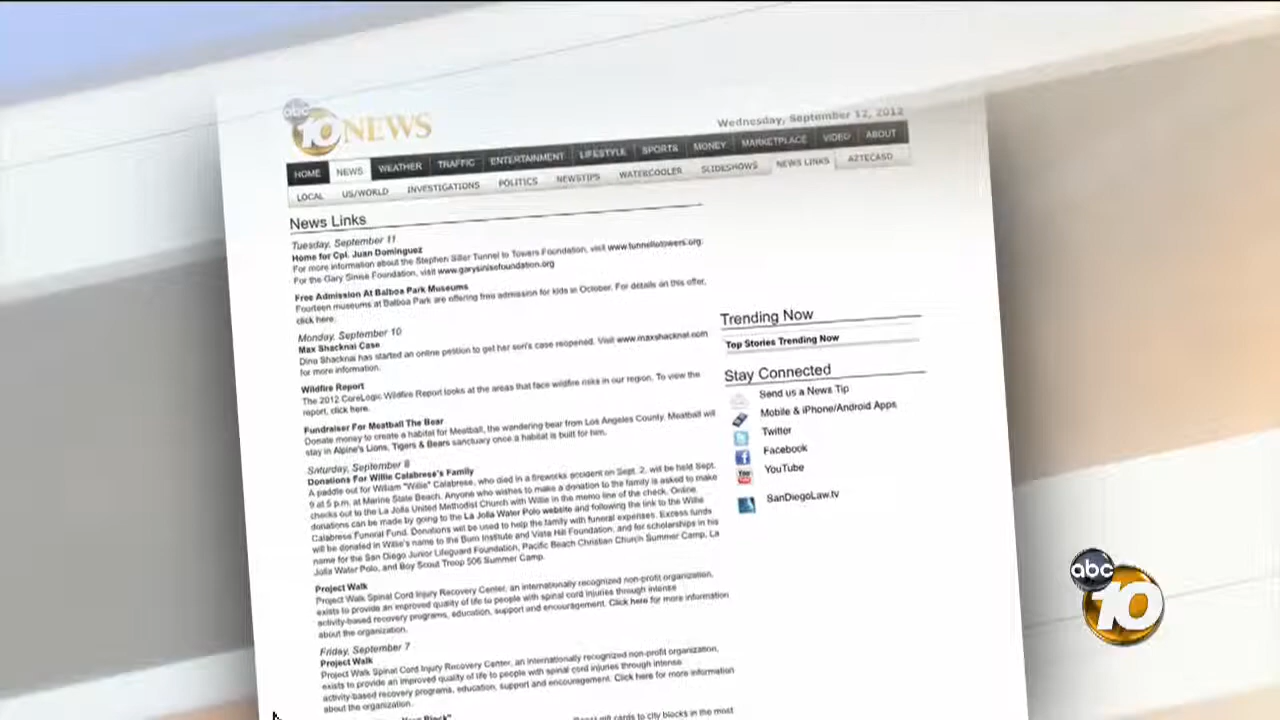 abc
10 NEWS
Wednesday, September 12, 2012
HOME NEWS WEATHER TRAFFIC ENTERTAINMENT LIFESTYLE SPORTS MONEY MARKETPLACE VIDEO ABOUT
LOCAL US/WORLD INVESTIGATIONS POLITICS NEWSTIPS WATERCOOLER SLIDESHOWS NEWS LINKS AZTECASD
News Links
Tuesday, September 11
Home for Cpl. Juan Dominguez
For more information about the Stephen Siller Tunnel to Towers Foundation, visit www.tunneltotowers.org.
For the Gary Sinise Foundation, visit www.garysinisefoundation.org
Free Admission At Balboa Park Museums
Fourteen museums at Balboa Park are offering free admission for kids in October. For details on this offer,
click here.
Monday, September 10
Max Shacknai Case
Dina Shacknai has started an online petition to get her son's case reopened. Visit www.maxshacknai.com
for more information.
Wildfire Report
The 2012 CoreLogic Wildfire Report looks at the areas that face wildfire risks in our region. To view the
report, click here.
Fundraiser For Meatball The Bear
Donate money to create a habitat for Meatball, the wandering bear from Los Angeles County. Meatball will
stay in Alpine's Lions, Tigers & Bears sanctuary once a habitat is built for him.
Saturday, September 8
Donations For Willie Calabrese's Family
A paddle out for William "Willie" Calabrese, who died in a fireworks accident on Sept. 2, will be held Sept.
9 at 5 p.m. at Marine State Beach. Anyone who wishes to make a donation to the family is asked to make
checks out to the La Jolla United Methodist Church with Willie in the memo line of the check. Online
donations can be made by going to the La Jolla Water Polo website and following the link to the Willie
Calabrese Funeral Fund. Donations will be used to help the family with funeral expenses. Excess funds
will be donated in Willie's name to the Burn Institute and Vista Hill Foundation, and for scholarships in his
name for the San Diego Junior Lifeguard Foundation, Pacific Beach Christian Church Summer Camp, La
Jolla Water Polo, and Boy Scout Troop 506 Summer Camp.
Project Walk
Project Walk Spinal Cord Injury Recovery Center, an internationally recognized non-profit organization,
exists to provide an improved quality of life to people with spinal cord injuries through intense
activity-based recovery programs, education, support and encouragement. Click here for more information
about the organization.
Friday, September 7
Project Walk
Project Walk Spinal Cord Injury Recovery Center, an internationally recognized non-profit organization,
exists to provide an improved quality of life to people with spinal cord injuries through intense
activity-based recovery programs, education, support and encouragement. Click here for more information
about the organization.
Block"
gift cards to city blocks in the most
Trending Now
Top Stories Trending Now
Stay Connected
Send us a News Tip
Mobile & iPhone/Android Apps
Twitter
Facebook
YouTube
SanDiegoLaw.tv
abc
10